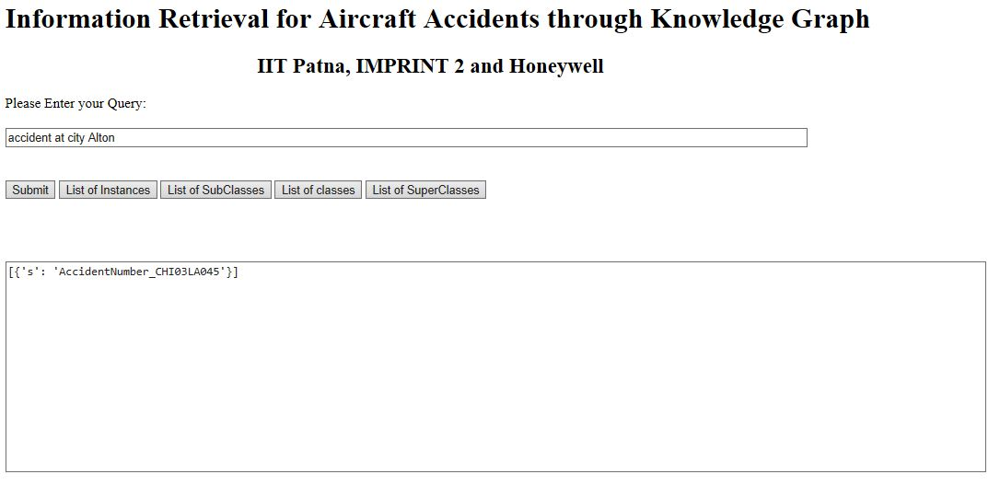 Information Retrieval for Aircraft Accidents through Knowledge Graph
IIT Patna, IMPRINT 2 and Honeywell
Please Enter your Query:
accident at city Alton
Submit List of Instances List of SubClasses List of classes List of SuperClasses
[{'s': 'AccidentNumber_CHI03LA045'}]